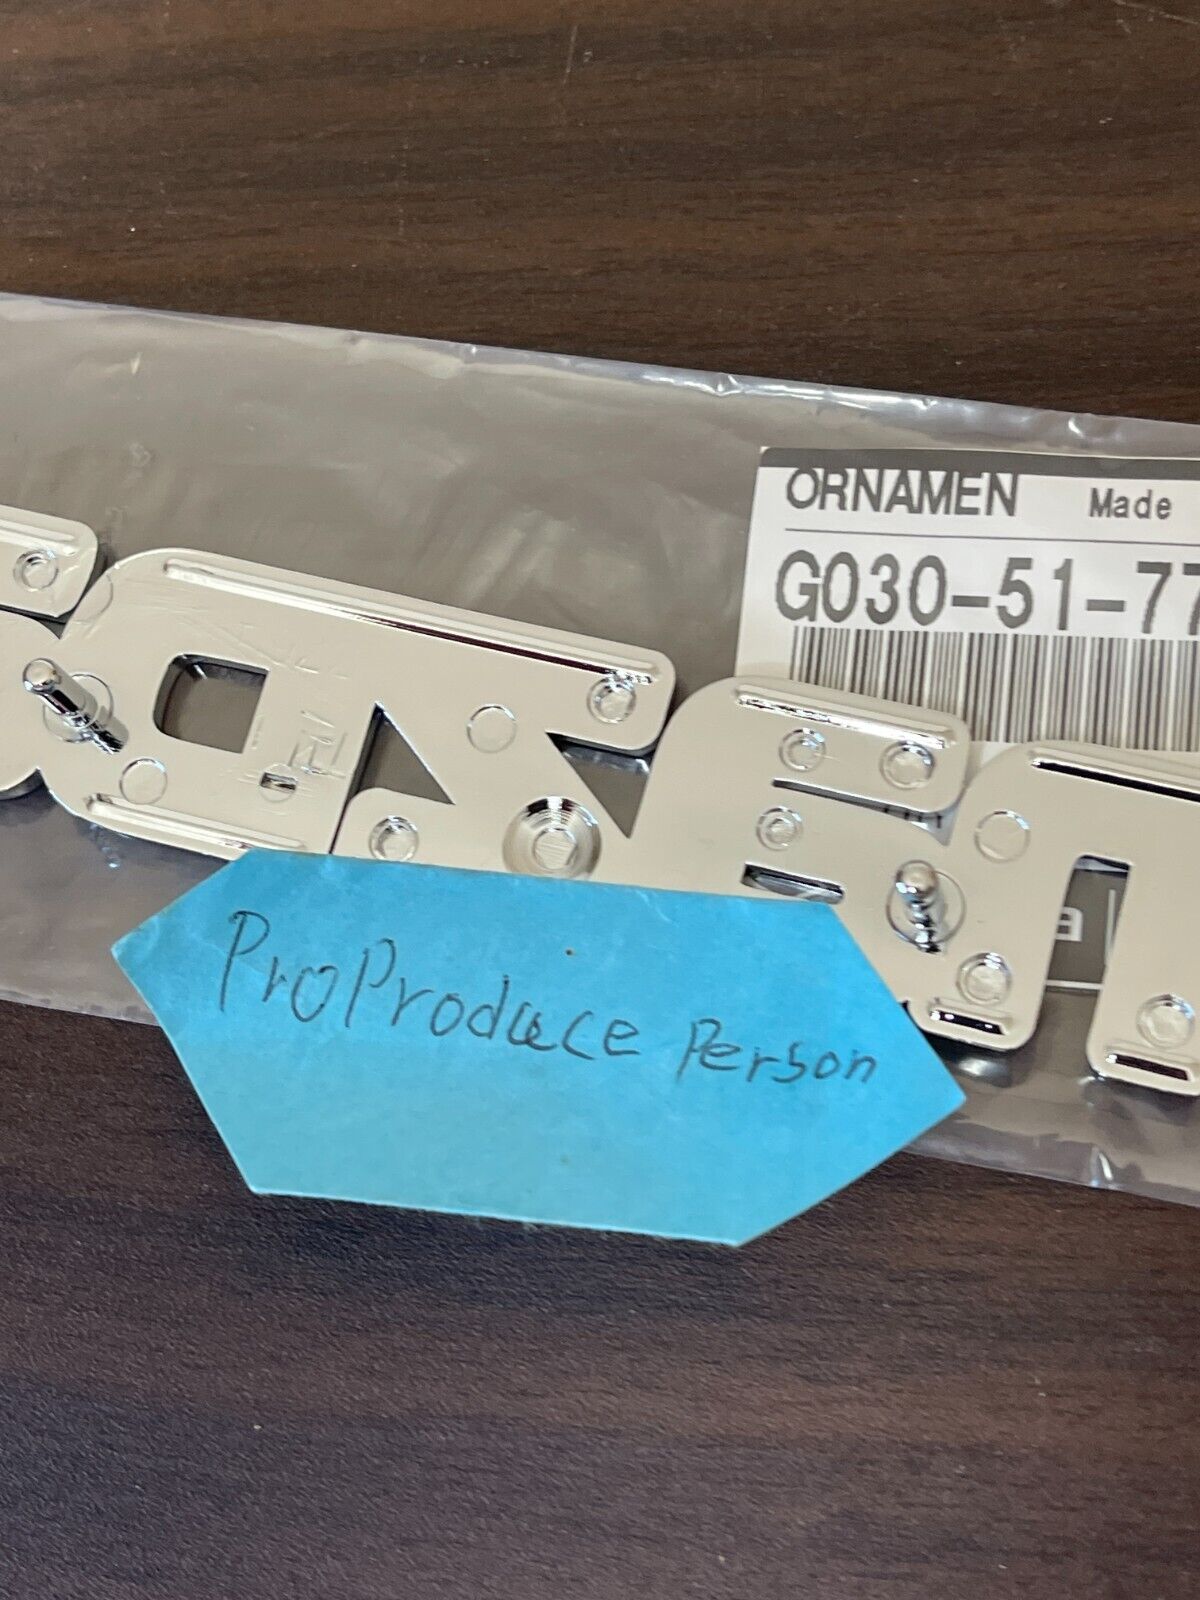 ORNAMEN Made
G030-51-77
a
ProProduce Person